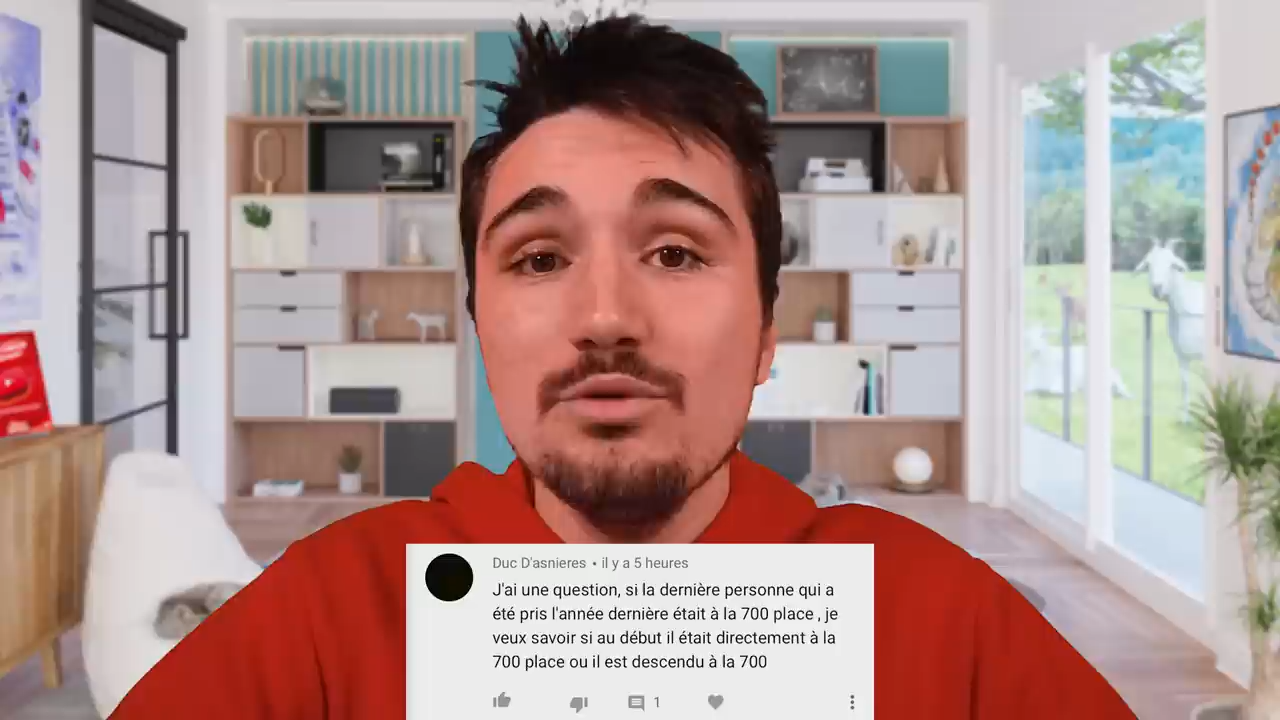 Duc D'asnieres • il y a 5 heures
J'ai une question, si la dernière personne qui a
été pris l'année dernière était à la 700 place , je
veux savoir si au début il était directement à la
700 place ou il est descendu à la 700
1